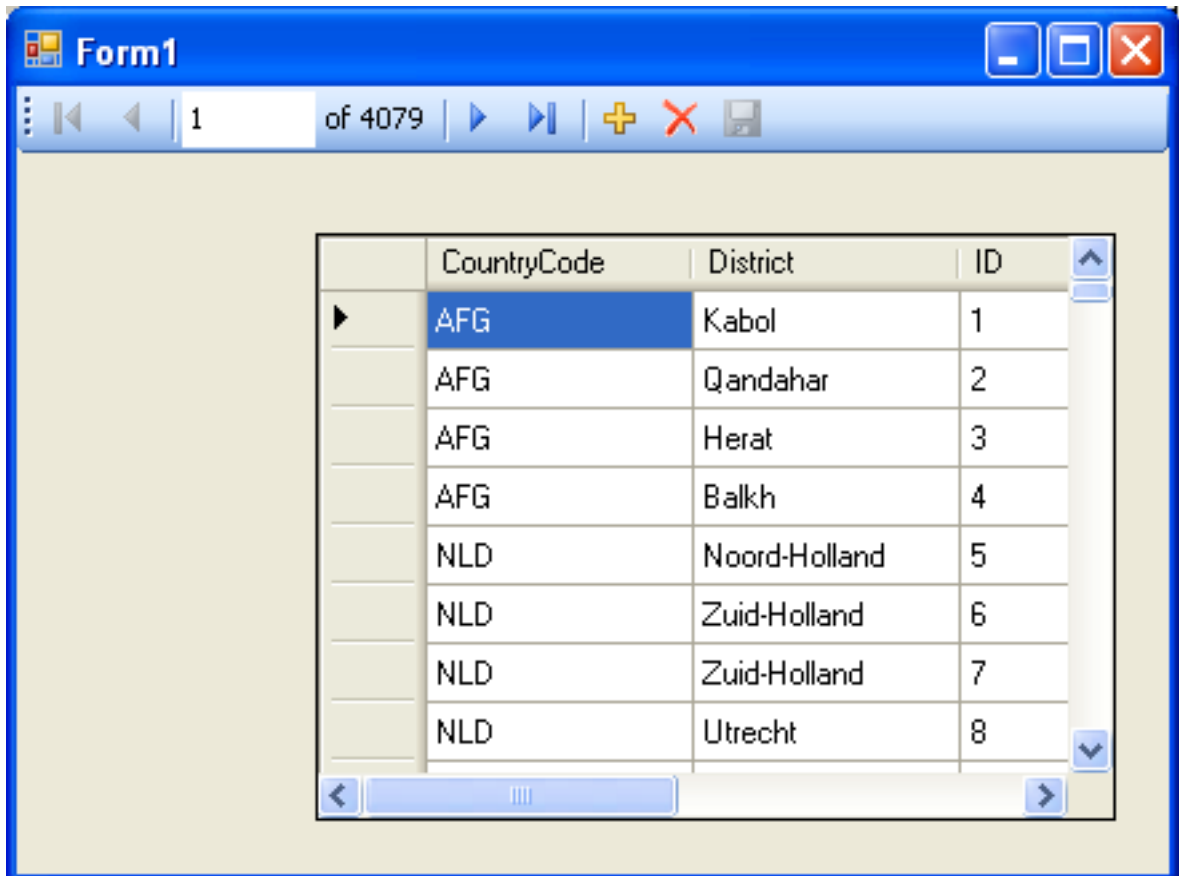 Form1
1 of 4079
CountryCode District ID
AFG Kabol 1
AFG Qandahar 2
AFG Herat 3
AFG Balkh 4
NLD Noord-Holland 5
NLD Zuid-Holland 6
NLD Zuid-Holland 7
NLD Utrecht 8